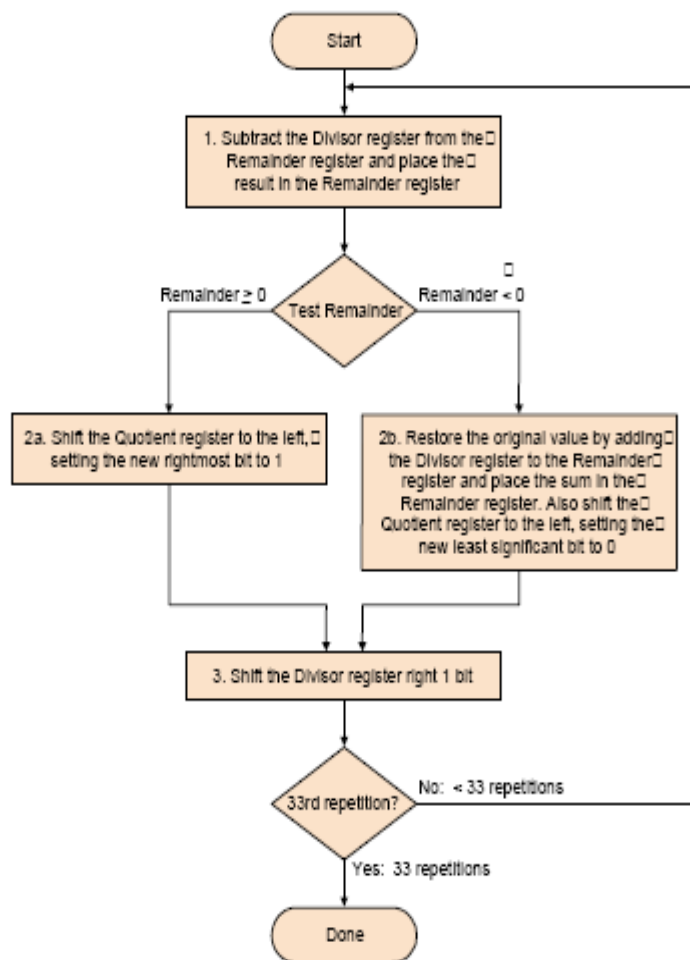 Start
1. Subtract the Divisor register from the□
Remainder register and place the□
result in the Remainder register
□
Remainder ≥ 0
Test Remainder
Remainder < 0
2a. Shift the Quotient register to the left,□
setting the new rightmost bit to 1
2b. Restore the original value by adding□
the Divisor register to the Remainder□
register and place the sum in the□
Remainder register. Also shift the□
Quotient register to the left, setting the□
new least significant bit to 0
3. Shift the Divisor register right 1 bit
33rd repetition?
No: < 33 repetitions
Yes: 33 repetitions
Done